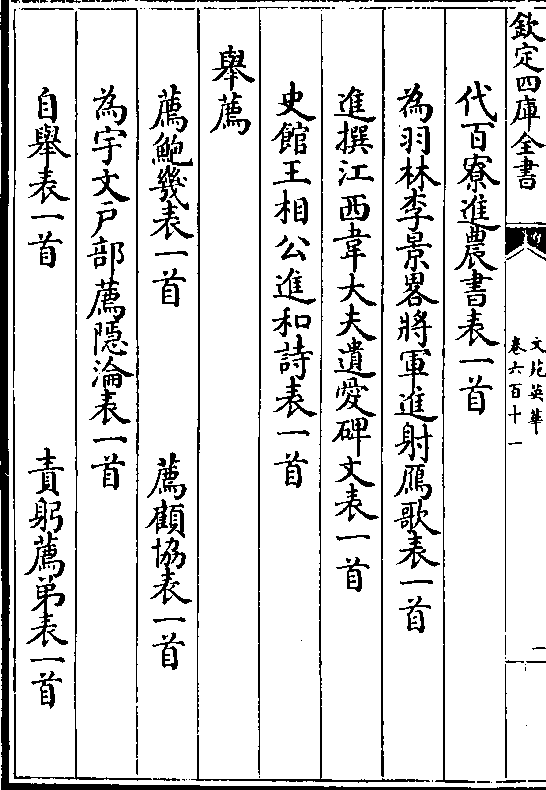 欽定四庫全書
文苑英華
卷六百十一
二
代百寮進農書表一首
為羽林李景畧將軍進射鴈歌表一首
進撰江西韋大夫遺愛碑文表一首
史館王相公進和詩表一首
舉薦
薦鮑幾表一首　薦顧協表一首
為宇文戶部薦隱淪表一首
自舉表一首　責躬薦弟表一首